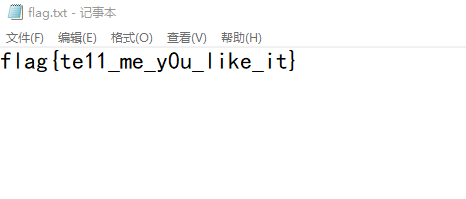 flag.txt - 记事本
文件(F) 编辑(E) 格式(O) 查看(V) 帮助(H)
flag{te11_me_y0u_like_it}